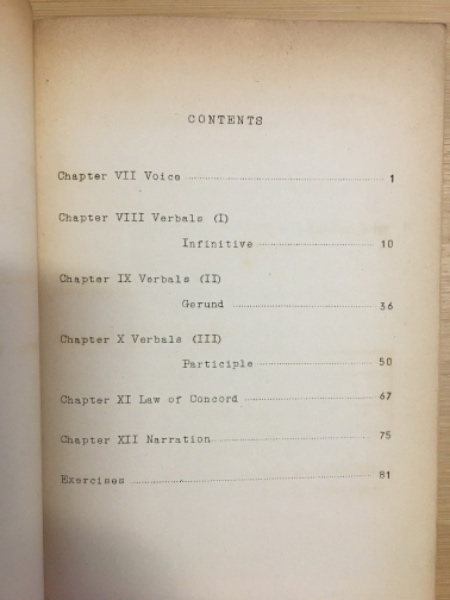 CONTENTS
Chapter VII Voice 1
Chapter VIII Verbals (I)
Infinitive 10
Chapter IX Verbals (II)
Gerund 36
Chapter X Verbals (III)
Participle 50
Chapter XI Law of Concord 67
Chapter XII Narration 75
Exercises 81